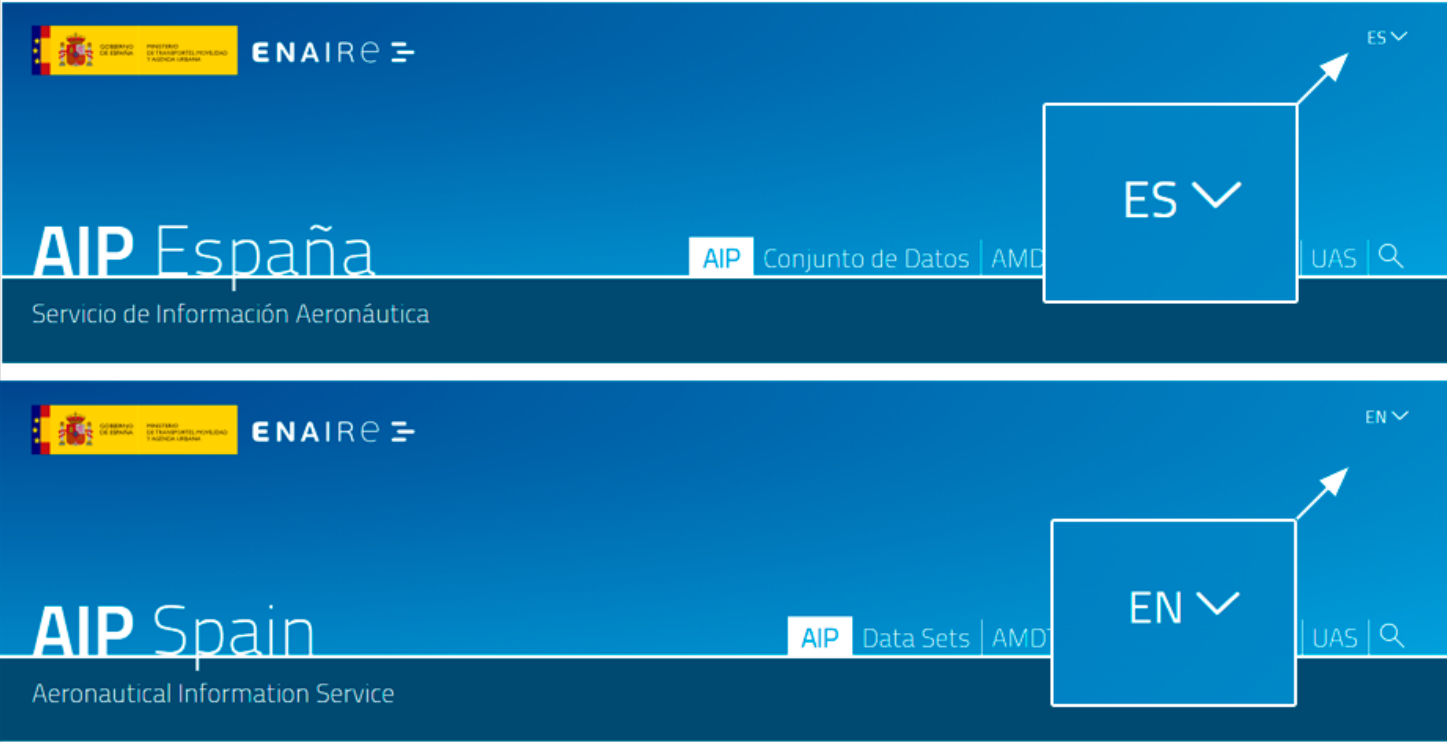 GOBIERNO
DE ESPAÑA
MINISTERIO
DE TRANSPORTES, MOVILIDAD
Y AGENDA URBANA
ENAIRe
ES
ES
AIP España
AIP Conjunto de Datos AMD UAS
Servicio de Información Aeronáutica
GOBIERNO
DE ESPAÑA
MINISTERIO
DE TRANSPORTES, MOVILIDAD
Y AGENDA URBANA
ENAIRe
EN
EN
AIP Spain
AIP Data Sets AMDT UAS
Aeronautical Information Service